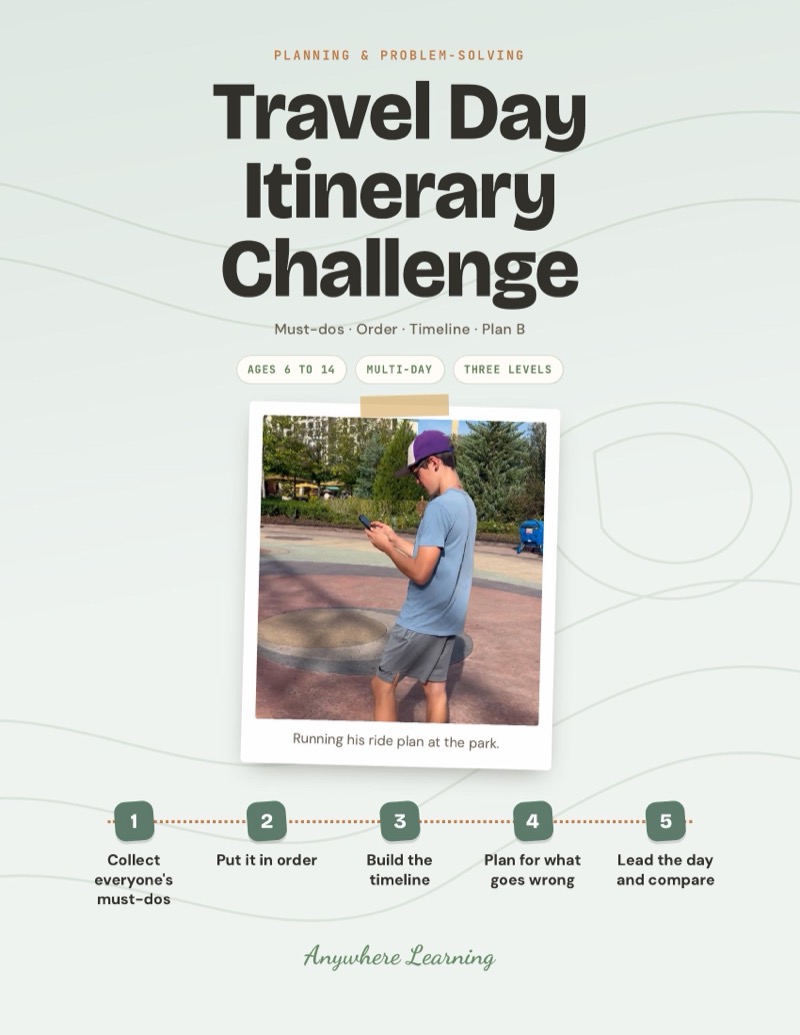 PLANNING & PROBLEM-SOLVING
Travel Day
Itinerary
Challenge
Must-dos · Order · Timeline · Plan B
AGES 6 TO 14
MULTI-DAY
THREE LEVELS
Running his ride plan at the park.
1
2
3
4
5
Collect
everyone's
must-dos
Put it in order
Build the
timeline
Plan for what
goes wrong
Lead the day
and compare
Anywhere Learning